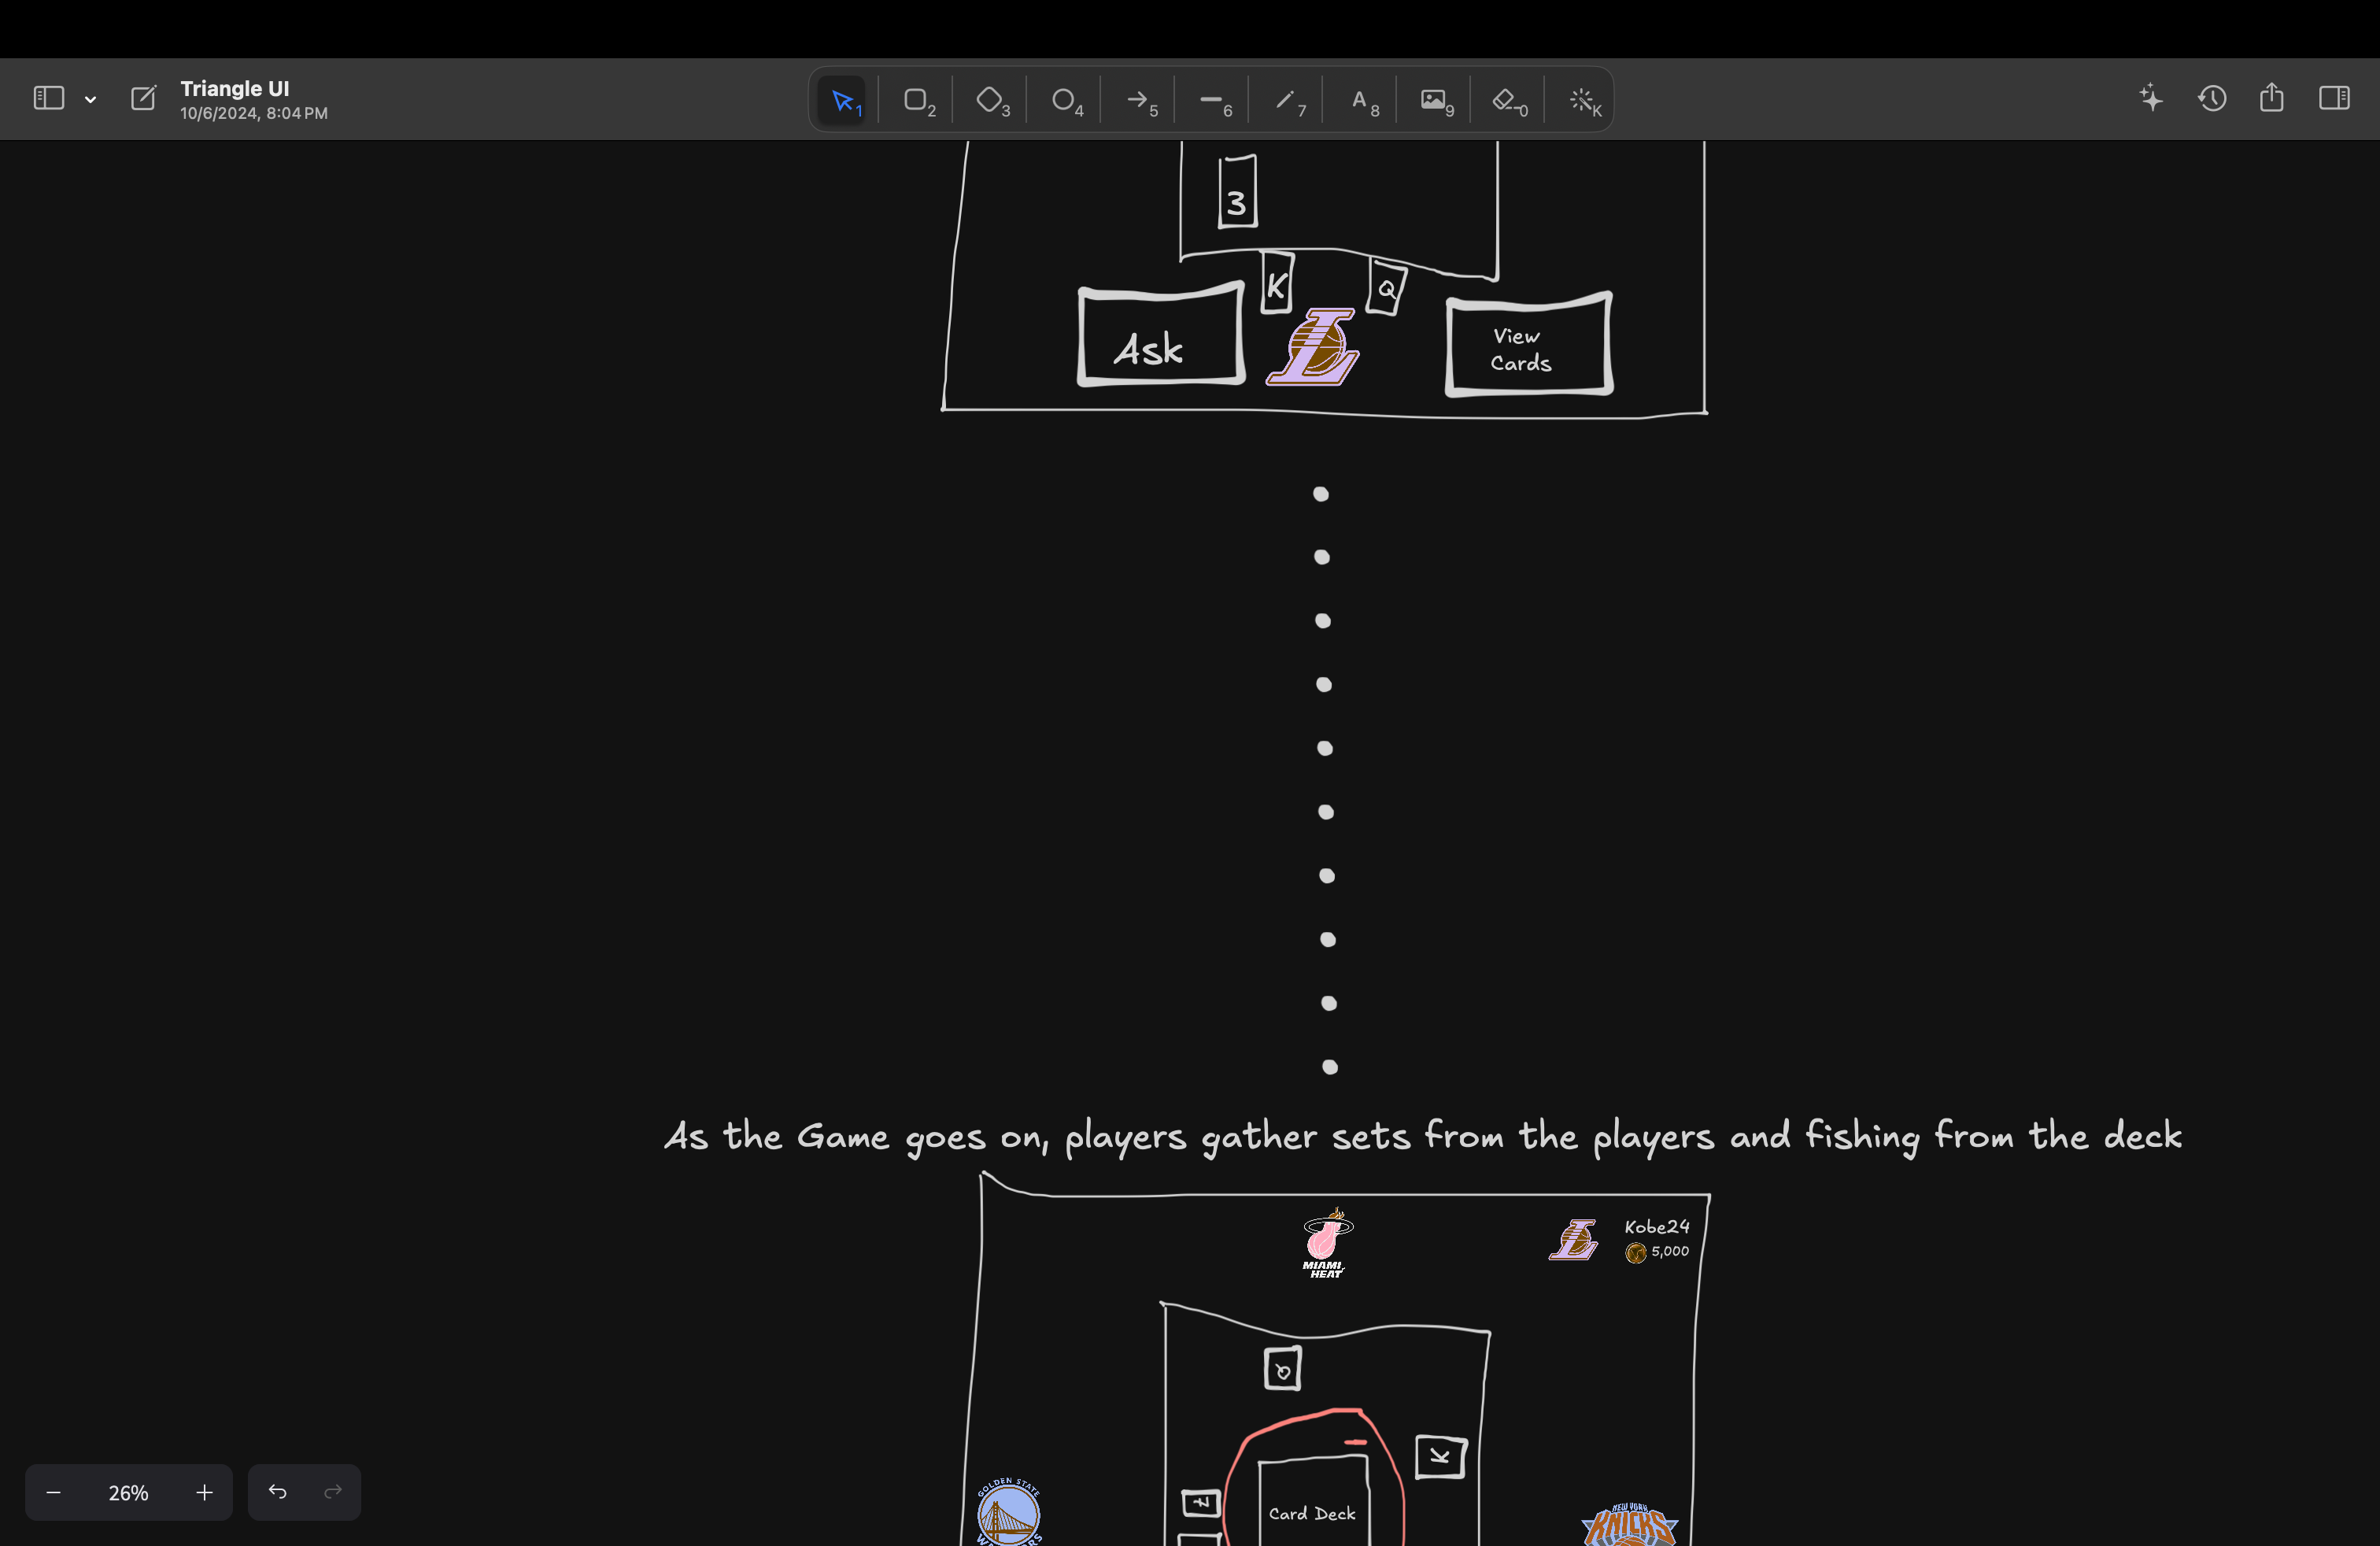 Triangle UI
10/6/2024, 8:04 PM
1
2
3
4
5
6
7
A 8
9
0
K
3
K
Q
Ask
View
Cards
As the Game goes on, players gather sets from the players and fishing from the deck
MIAMI
HEAT
Kobe24
5,000
Q
K
7
Card Deck
GOLDEN STATE
WARRIORS
NEW YORK
KNICKS
26%